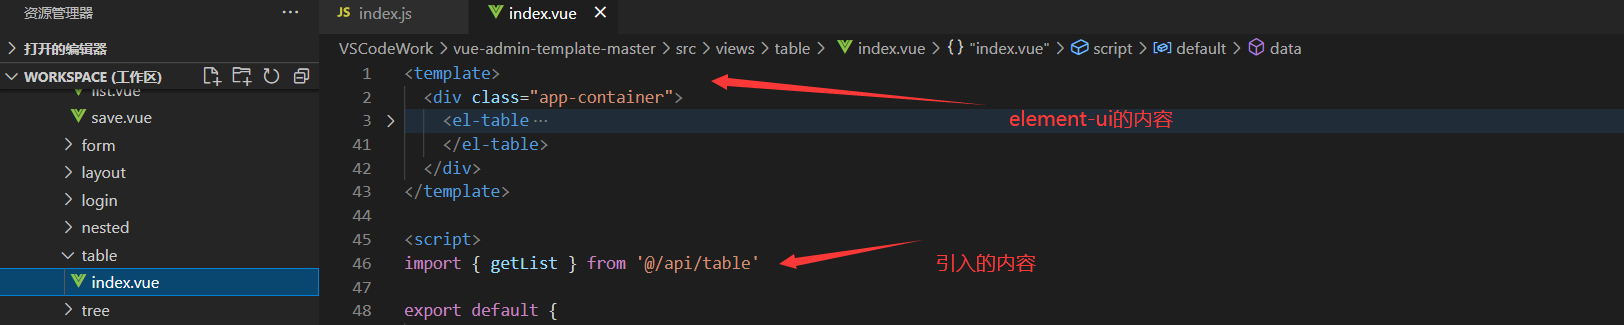 资源管理器 ···
JS index.js index.vue ×
打开的编辑器
VSCodeWork > vue-admin-template-master > src > views > table > index.vue > {} "index.vue" > script > default > data
WORKSPACE (工作区)
list.vue
save.vue
form
layout
login
nested
table
index.vue
tree
1 <template>
2 <div class="app-container">
3 <el-table ···
41 </el-table>
42 </div>
43 </template>
44
45 <script>
46 import { getList } from '@/api/table'
47
48 export default {
element-ui的内容
引入的内容